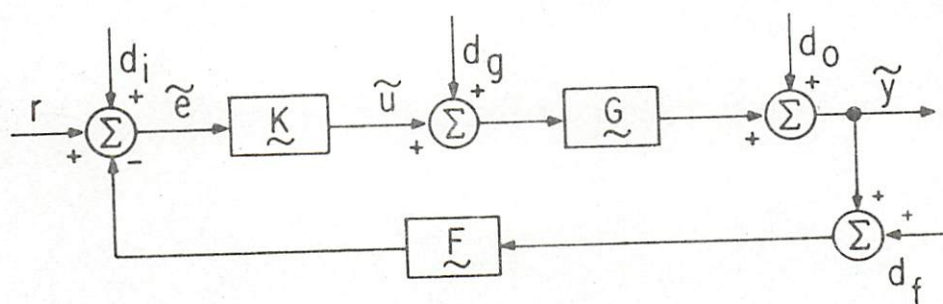 d_i
d_g
d_o
r
+
ẽ
K̰
ũ
+
G̰
+
ỹ
+
Σ
+
Σ
+
Σ
-
+
+
F̰
Σ
d_f